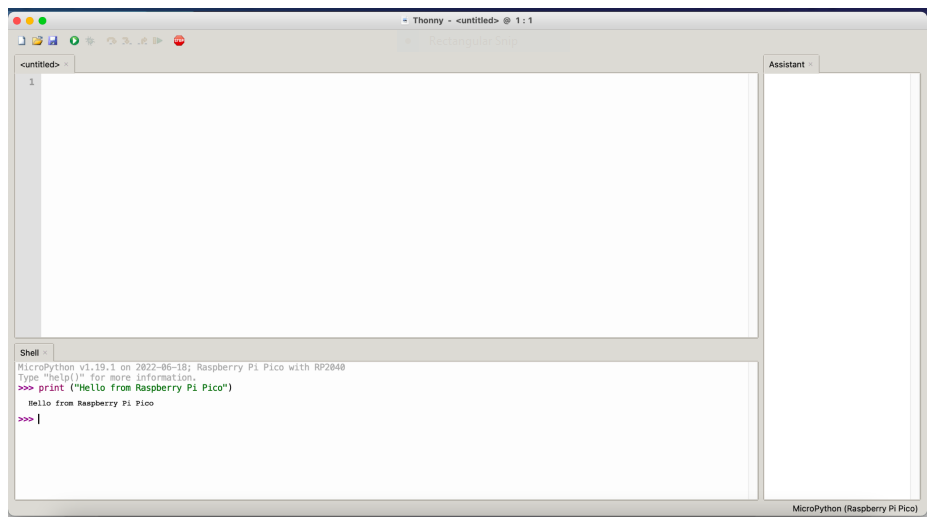 Thonny - <untitled> @ 1 : 1
STOP
Rectangular Snip
<untitled> ×
Assistant ×
1
Shell ×
MicroPython v1.19.1 on 2022-06-18; Raspberry Pi Pico with RP2040
Type "help()" for more information.
>>> print ("Hello from Raspberry Pi Pico")
Hello from Raspberry Pi Pico
>>>
MicroPython (Raspberry Pi Pico)